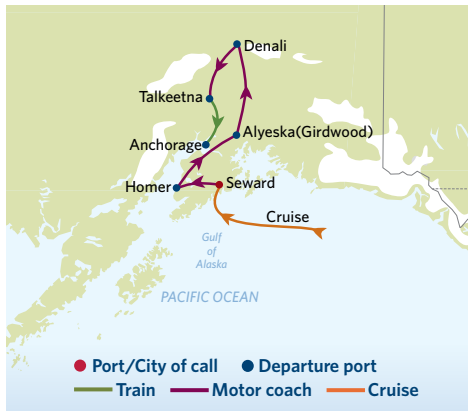 Denali
Talkeetna
Alyeska(Girdwood)
Anchorage
Homer
Seward
Cruise
Gulf
of
Alaska
PACIFIC OCEAN
Port/City of call
Departure port
Train
Motor coach
Cruise